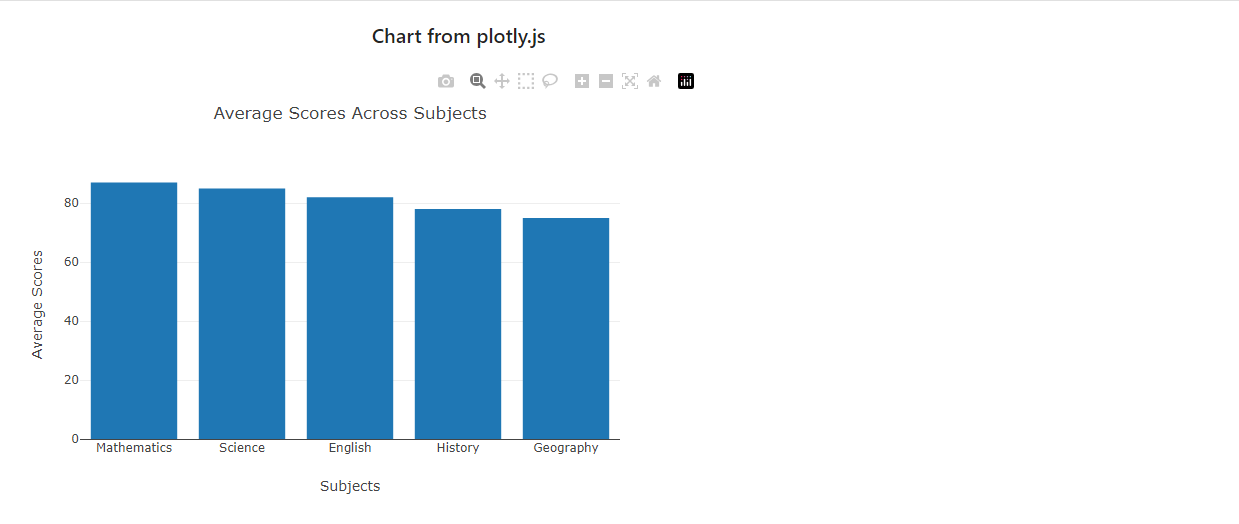 Chart from plotly.js
Average Scores Across Subjects
Average Scores
80
60
40
20
0
Mathematics Science English History Geography
Subjects